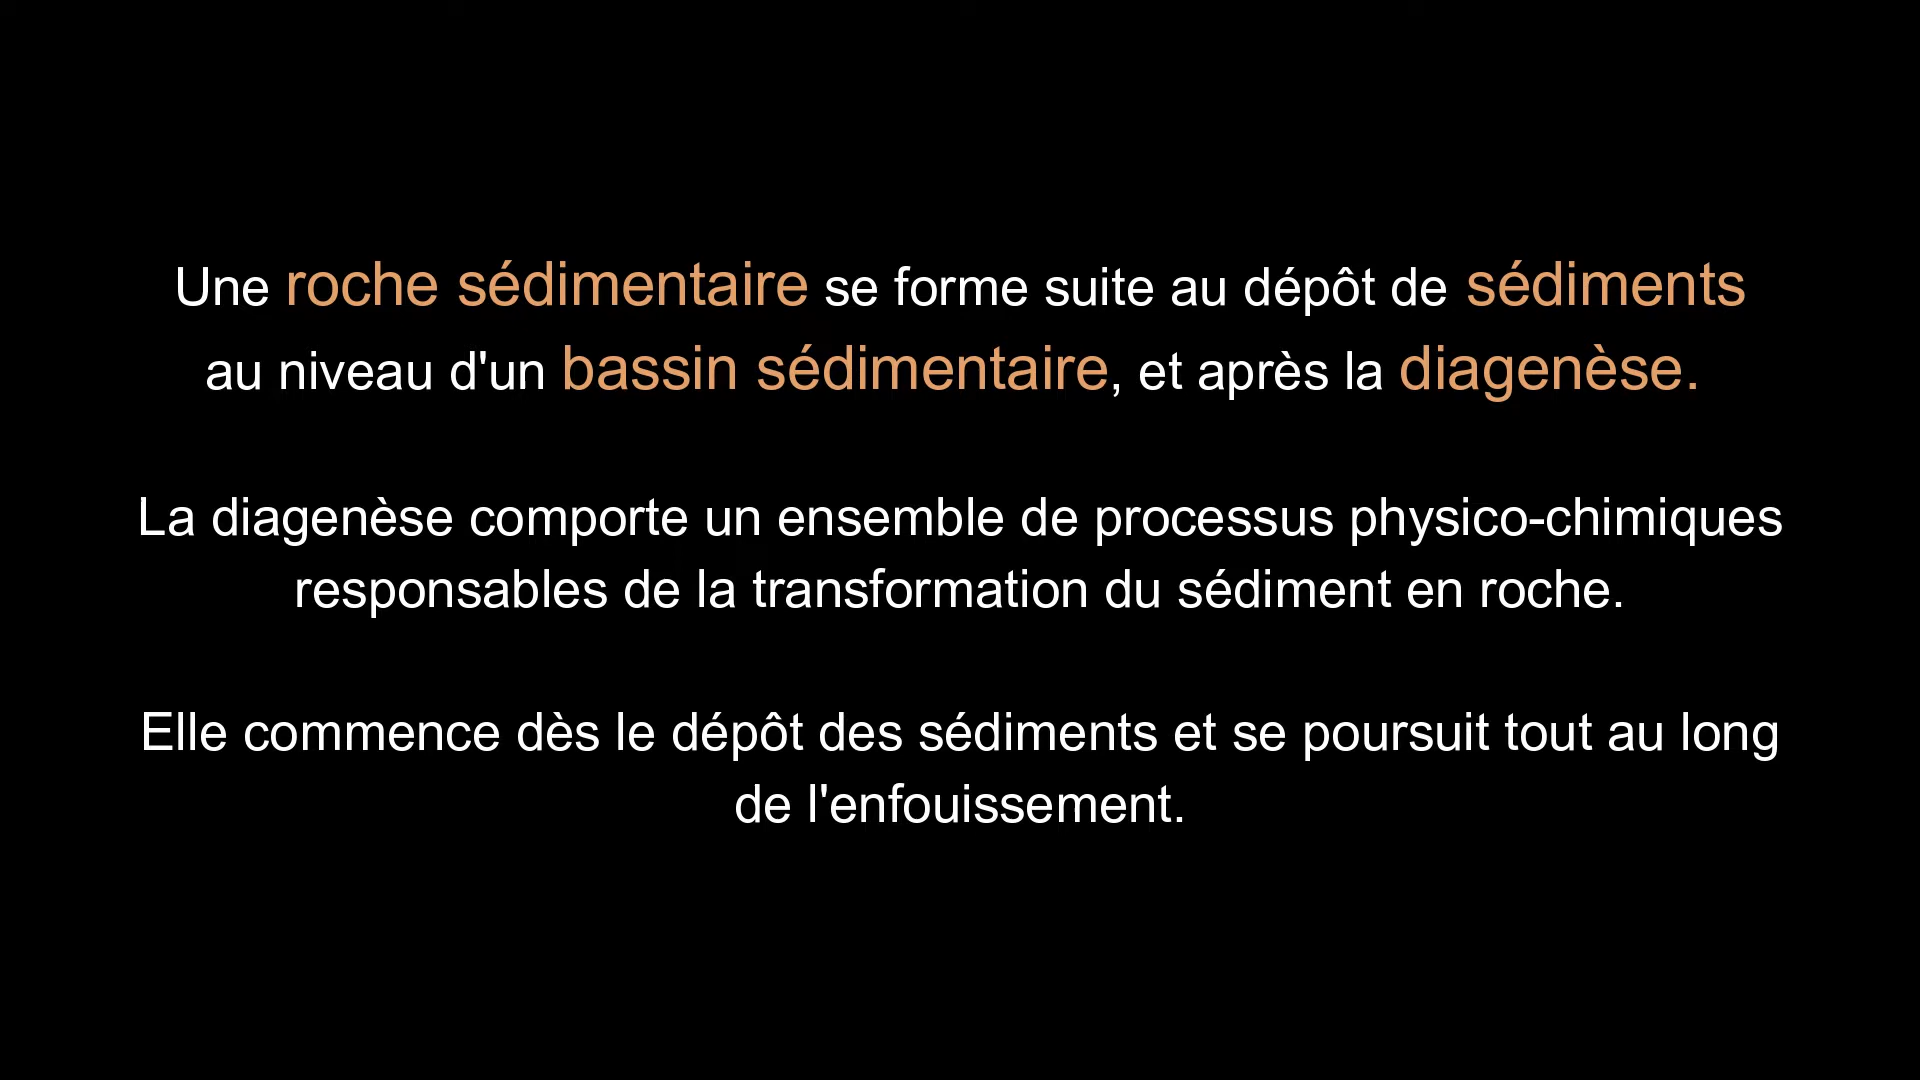 Une roche sédimentaire se forme suite au dépôt de sédiments
au niveau d'un bassin sédimentaire, et après la diagenèse.
La diagenèse comporte un ensemble de processus physico-chimiques
responsables de la transformation du sédiment en roche.
Elle commence dès le dépôt des sédiments et se poursuit tout au long
de l'enfouissement.